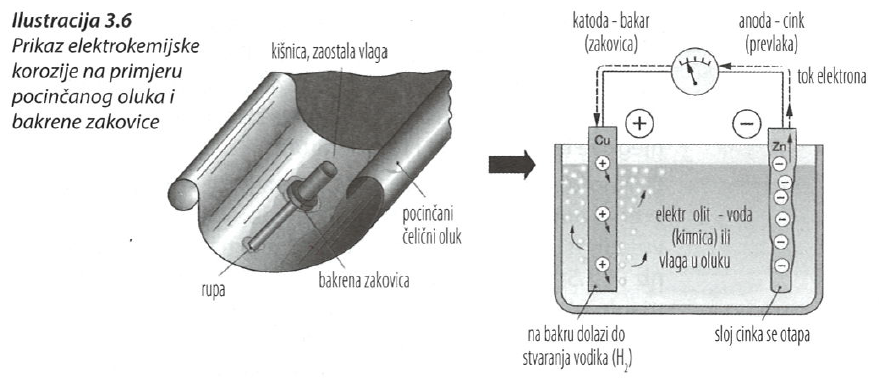 Ilustracija 3.6
Prikaz elektrokemijske
korozije na primjeru
pocinčanog oluka i
bakrene zakovice
kišnica, zaostala vlaga
pocinčani
čelični oluk
bakrena zakovica
rupa
katoda - bakar
(zakovica)
anoda - cink
(prevlaka)
tok elektrona
+
−
Cu
Zn
+
+
+
−
−
−
−
−
−
elektr olit - voda
(kiпnica) ili
vlaga u oluku
na bakru dolazi do
stvaranja vodika (H₂)
sloj cinka se otapa